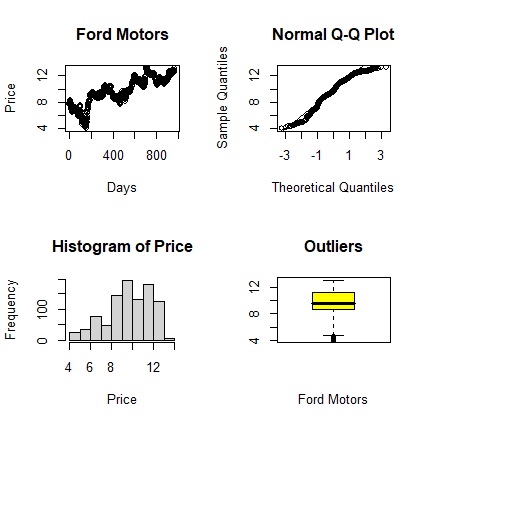 Ford Motors
Price
4 8 12
0 400 800
Days
Normal Q-Q Plot
Sample Quantiles
4 8 12
-3 -1 1 3
Theoretical Quantiles
Histogram of Price
Frequency
0 100
4 6 8 12
Price
Outliers
4 8 12
Ford Motors